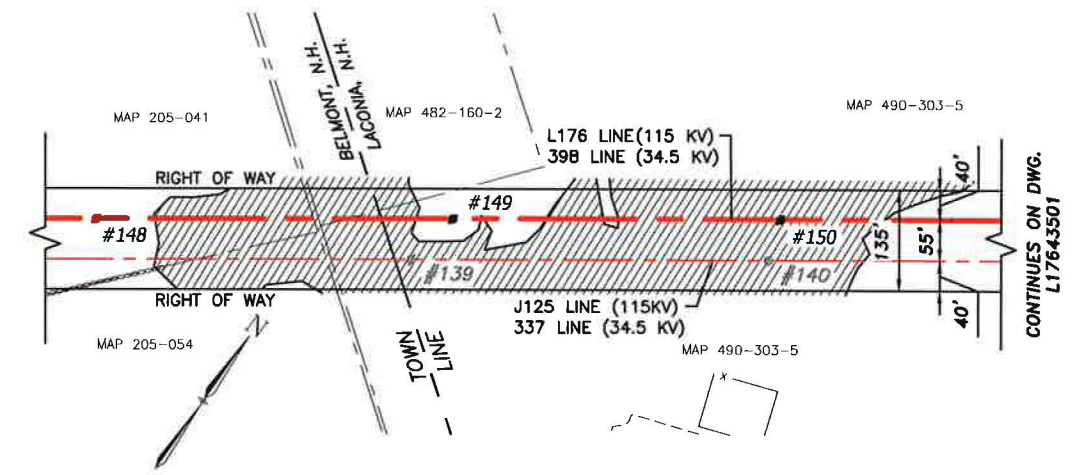 MAP 205-041
BELMONT, N.H.
LACONIA, N.H.
MAP 482-160-2
MAP 490-303-5
L176 LINE(115 KV)
398 LINE (34.5 KV)
RIGHT OF WAY
#148
#149
#150
#139
#140
40'
135'
55'
40'
CONTINUES ON DWG.
L17643501
RIGHT OF WAY
J125 LINE (115KV)
337 LINE (34.5 KV)
MAP 205-054
N
TOWN
LINE
MAP 490-303-5
x